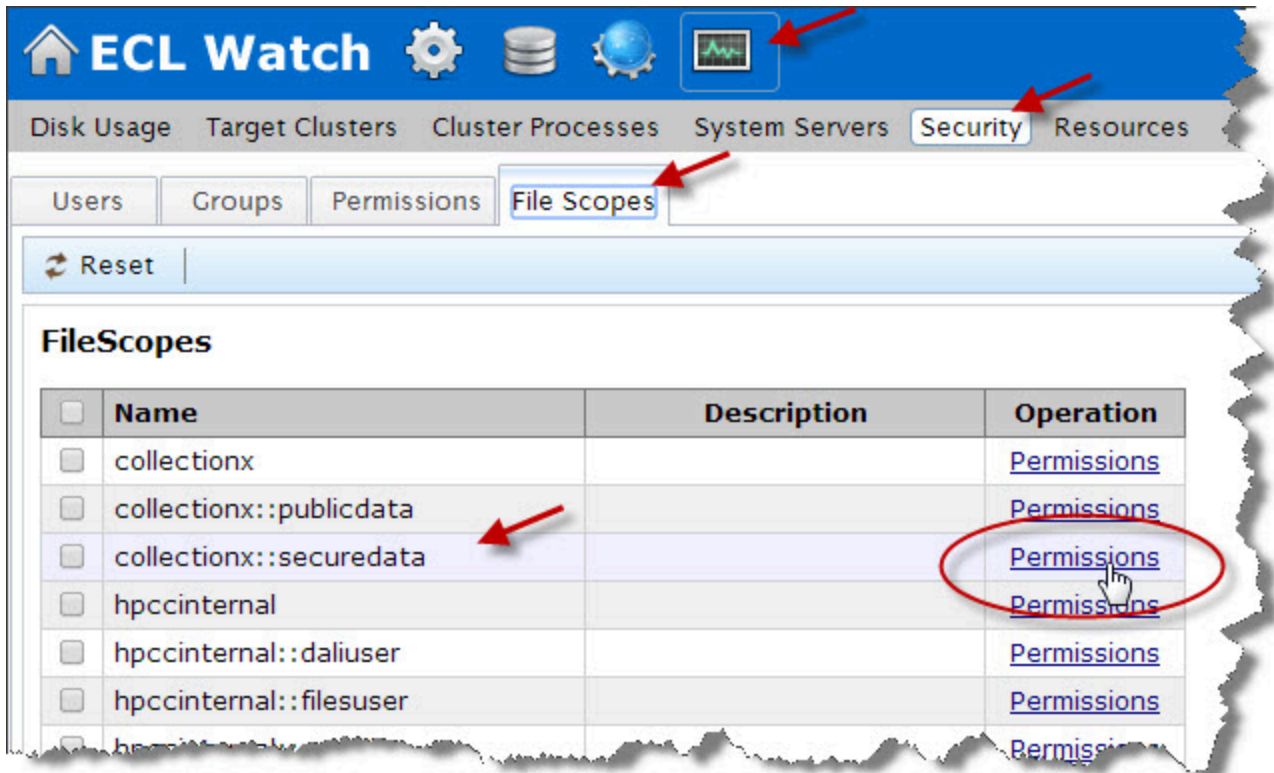 ECL Watch
Disk Usage Target Clusters Cluster Processes System Servers Security Resources
Users Groups Permissions File Scopes
Reset
FileScopes
Name Description Operation
collectionx Permissions
collectionx::publicdata Permissions
collectionx::securedata Permissions
hpccinternal Permissions
hpccinternal::daliuser Permissions
hpccinternal::filesuser Permissions
Permissions